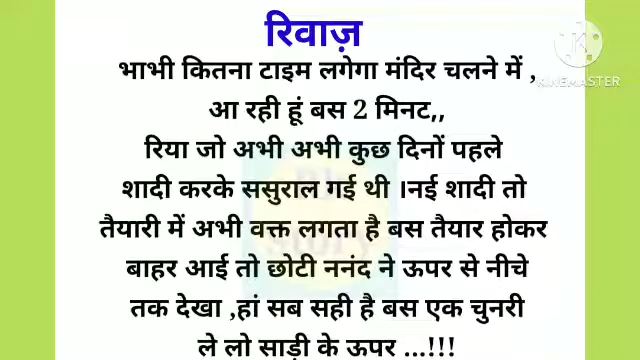 रिवाज़
KINEMASTER
भाभी कितना टाइम लगेगा मंदिर चलने में ,
आ रही हूं बस 2 मिनट,,
रिया जो अभी अभी कुछ दिनों पहले
शादी करके ससुराल गई थी ।नई शादी तो
तैयारी में अभी वक्त लगता है बस तैयार होकर
बाहर आई तो छोटी ननंद ने ऊपर से नीचे
तक देखा ,हां सब सही है बस एक चुनरी
ले लो साड़ी के ऊपर ...!!!